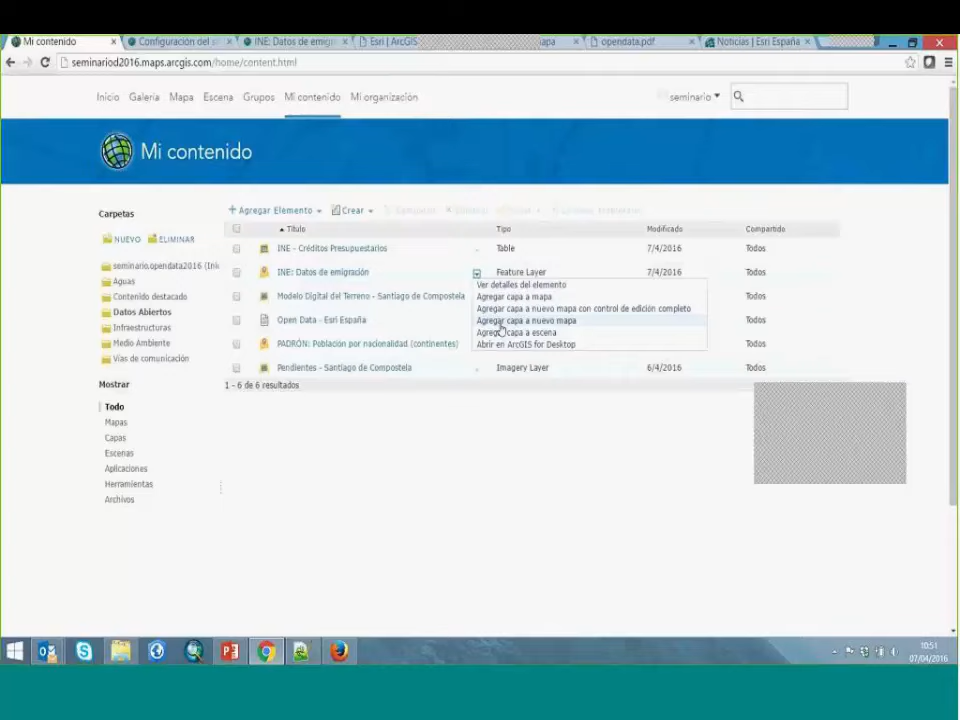 Mi contenido
Configuración del s
INE: Datos de emig
Esri | ArcGIS
apa
opendata.pdf
Noticias | Esri España
seminariod2016.maps.arcgis.com/home/content.html
Inicio Galería Mapa Escena Grupos Mi contenido Mi organización
seminario
Mi contenido
Carpetas
NUEVO ELIMINAR
seminario.opendata2016 (Ini
Aguas
Contenido destacado
Datos Abiertos
Infraestructuras
Medio Ambiente
Vías de comunicación
Mostrar
Todo
Mapas
Capas
Escenas
Aplicaciones
Herramientas
Archivos
Agregar Elemento Crear
Título Tipo Modificado Compartido
INE - Créditos Presupuestarios Table 7/4/2016 Todos
INE: Datos de emigración Feature Layer 7/4/2016 Todos
Modelo Digital del Terreno - Santiago de Compostela Todos
Open Data - Esri España Todos
PADRÓN: Población por nacionalidad (continentes) Todos
Pendientes - Santiago de Compostela Imagery Layer 6/4/2016 Todos
1 - 6 de 6 resultados
Ver detalles del elemento
Agregar capa a mapa
Agregar capa a nuevo mapa con control de edición completo
Agregar capa a nuevo mapa
Agregar capa a escena
Abrir en ArcGIS for Desktop
10:51
07/04/2016